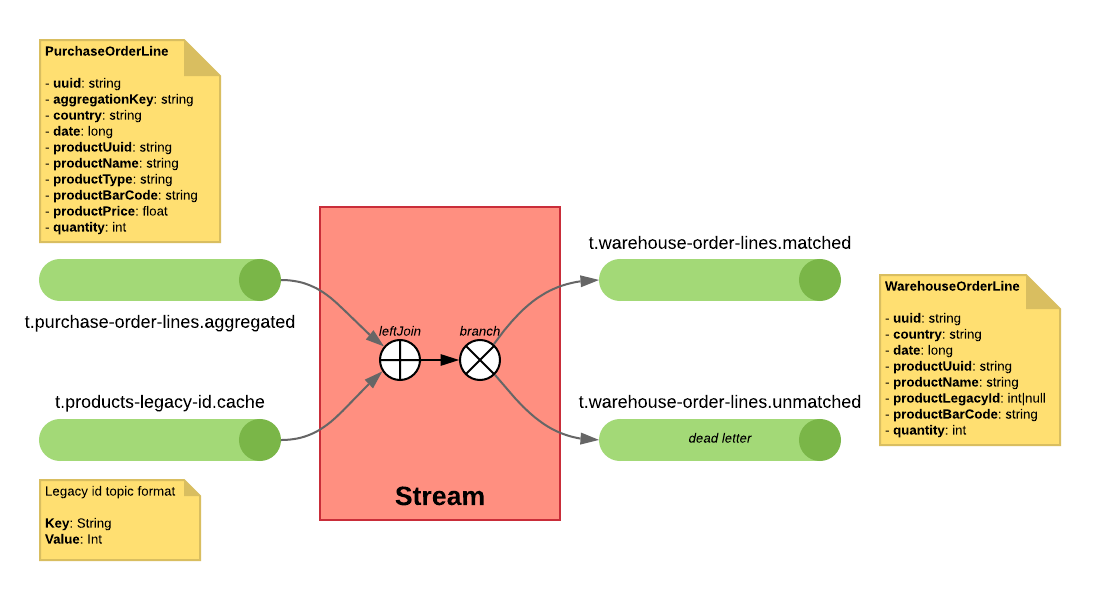 PurchaseOrderLine
- uuid: string
- aggregationKey: string
- country: string
- date: long
- productUuid: string
- productName: string
- productType: string
- productBarCode: string
- productPrice: float
- quantity: int
t.purchase-order-lines.aggregated
t.products-legacy-id.cache
Legacy id topic format
Key: String
Value: Int
leftJoin
branch
Stream
t.warehouse-order-lines.matched
t.warehouse-order-lines.unmatched
dead letter
WarehouseOrderLine
- uuid: string
- country: string
- date: long
- productUuid: string
- productName: string
- productLegacyId: int|null
- productBarCode: string
- quantity: int